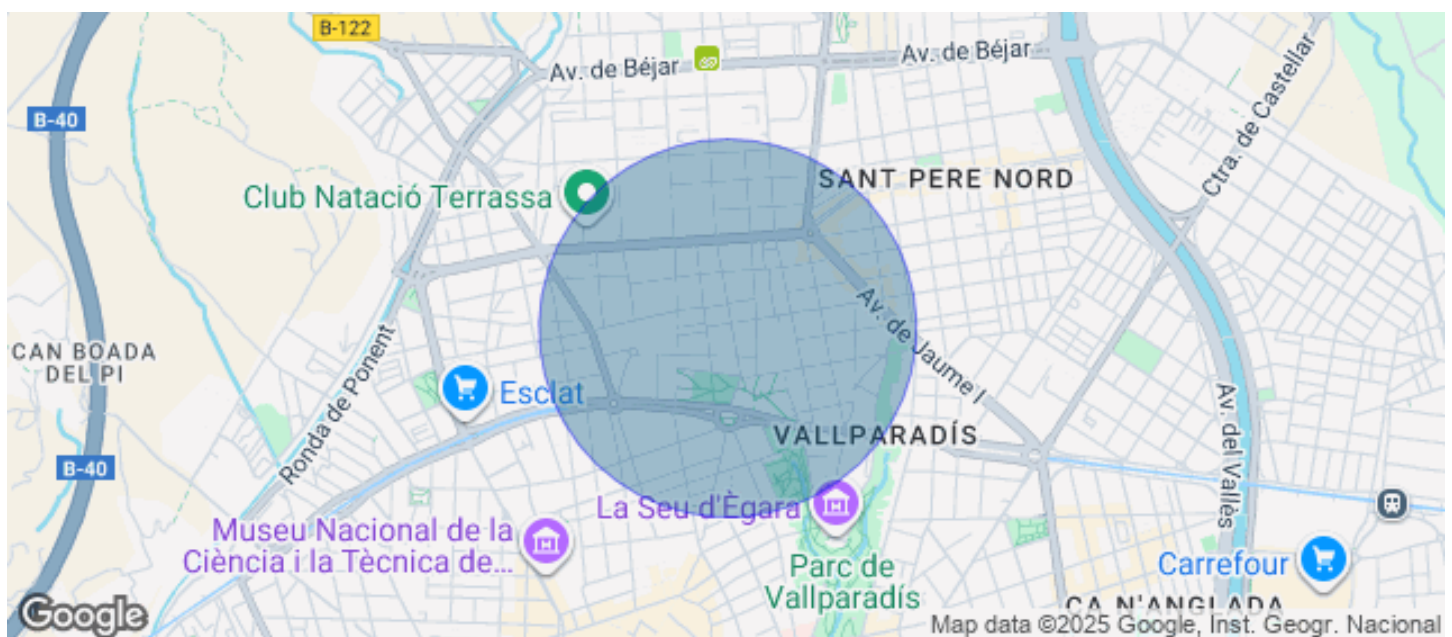 B-122
Av. de Béjar
Av. de Béjar
B-40
Ctra. de Castellar
SANT PERE NORD
Club Natació Terrassa
Av. de Jaume I
CAN BOADA
DEL PI
Ronda de Ponent
Esclat
Av. del Vallès
VALLPARADÍS
B-40
La Seu d'Ègara
Museu Nacional de la
Ciència i la Tècnica de...
Parc de
Vallparadís
Carrefour
CA N'ANGLADA
Google
Map data ©2025 Google, Inst. Geogr. Nacional